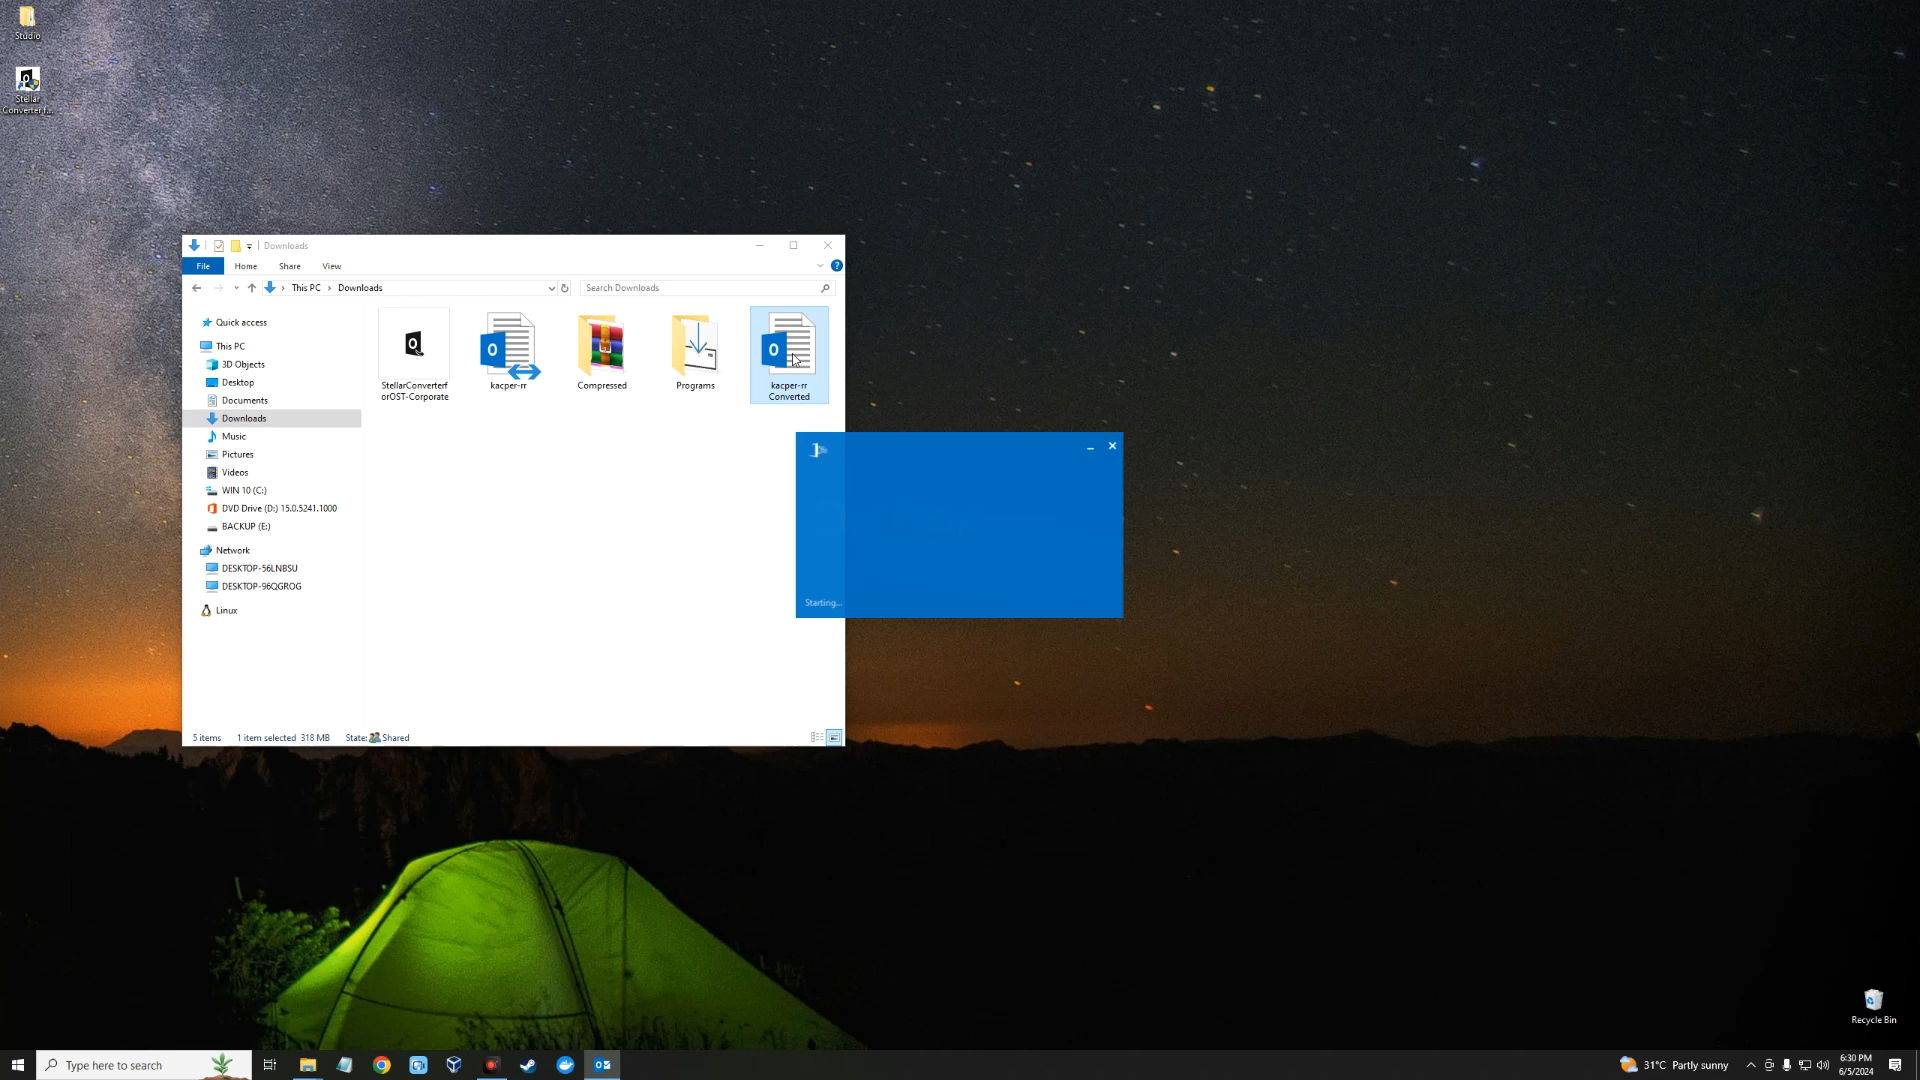 Studio
Stellar
Converter f...
Downloads
File
Home
Share
View
This PC
Downloads
Search Downloads
Quick access
This PC
3D Objects
Desktop
Documents
Downloads
Music
Pictures
Videos
WIN 10 (C:)
DVD Drive (D:) 15.0.5241.1000
BACKUP (E:)
Network
DESKTOP-56LNBSU
DESKTOP-96QGROG
Linux
StellarConverterf
orOST-Corporate
kacper-rr
Compressed
Programs
kacper-rr
Converted
Starting...
5 items
1 item selected 318 MB
State: Shared
Recycle Bin
Type here to search
31°C Partly sunny
6:30 PM
6/5/2024